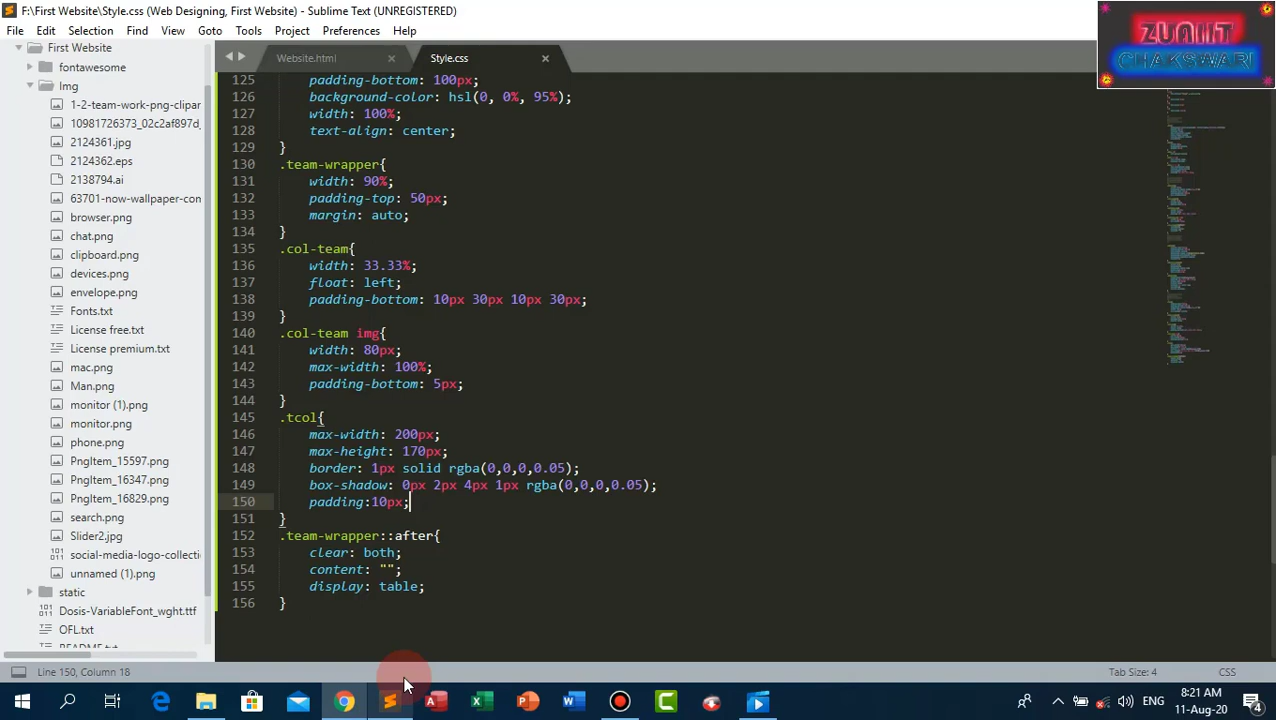 F:\First Website\Style.css (Web Designing, First Website) - Sublime Text (UNREGISTERED)
File Edit Selection Find View Goto Tools Project Preferences Help
ZUNIIT
CHAKSWARI
First Website
fontawesome
Img
1-2-team-work-png-clipar
10981726373_02c2af897d_
2124361.jpg
2124362.eps
2138794.ai
63701-now-wallpaper-con
browser.png
chat.png
clipboard.png
devices.png
envelope.png
Fonts.txt
License free.txt
License premium.txt
mac.png
Man.png
monitor (1).png
monitor.png
phone.png
PngItem_15597.png
PngItem_16347.png
PngItem_16829.png
search.png
Slider2.jpg
social-media-logo-collecti
unnamed (1).png
static
Dosis-VariableFont_wght.ttf
OFL.txt
README.txt
Website.html
Style.css
125 padding-bottom: 100px;
126 background-color: hsl(0, 0%, 95%);
127 width: 100%;
128 text-align: center;
129 }
130 .team-wrapper{
131 width: 90%;
132 padding-top: 50px;
133 margin: auto;
134 }
135 .col-team{
136 width: 33.33%;
137 float: left;
138 padding-bottom: 10px 30px 10px 30px;
139 }
140 .col-team img{
141 width: 80px;
142 max-width: 100%;
143 padding-bottom: 5px;
144 }
145 .tcol{
146 max-width: 200px;
147 max-height: 170px;
148 border: 1px solid rgba(0,0,0,0.05);
149 box-shadow: 0px 2px 4px 1px rgba(0,0,0,0.05);
150 padding:10px;
151 }
152 .team-wrapper::after{
153 clear: both;
154 content: "";
155 display: table;
156 }
Line 150, Column 18
Tab Size: 4
CSS
ENG
8:21 AM
11-Aug-20
4